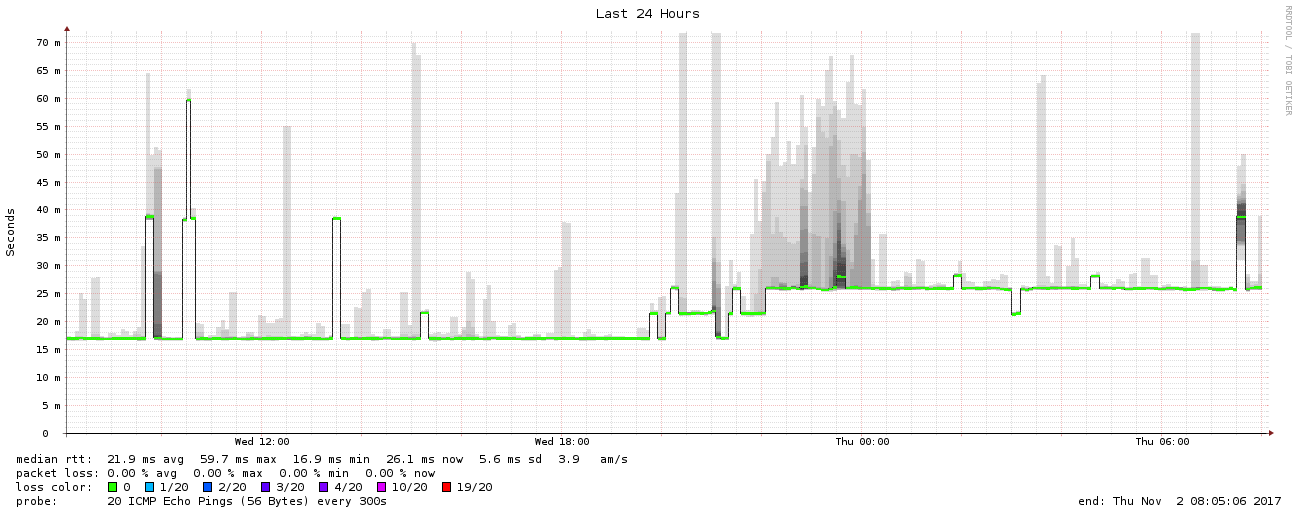 Last 24 Hours
RRDTOOL / TOBI OETIKER
Seconds
70 m
65 m
60 m
55 m
50 m
45 m
40 m
35 m
30 m
25 m
20 m
15 m
10 m
5 m
0
Wed 12:00 Wed 18:00 Thu 00:00 Thu 06:00
median rtt: 21.9 ms avg 59.7 ms max 16.9 ms min 26.1 ms now 5.6 ms sd 3.9 am/s
packet loss: 0.00 % avg 0.00 % max 0.00 % min 0.00 % now
loss color: 0 1/20 2/20 3/20 4/20 10/20 19/20
probe: 20 ICMP Echo Pings (56 Bytes) every 300s end: Thu Nov 2 08:05:06 2017